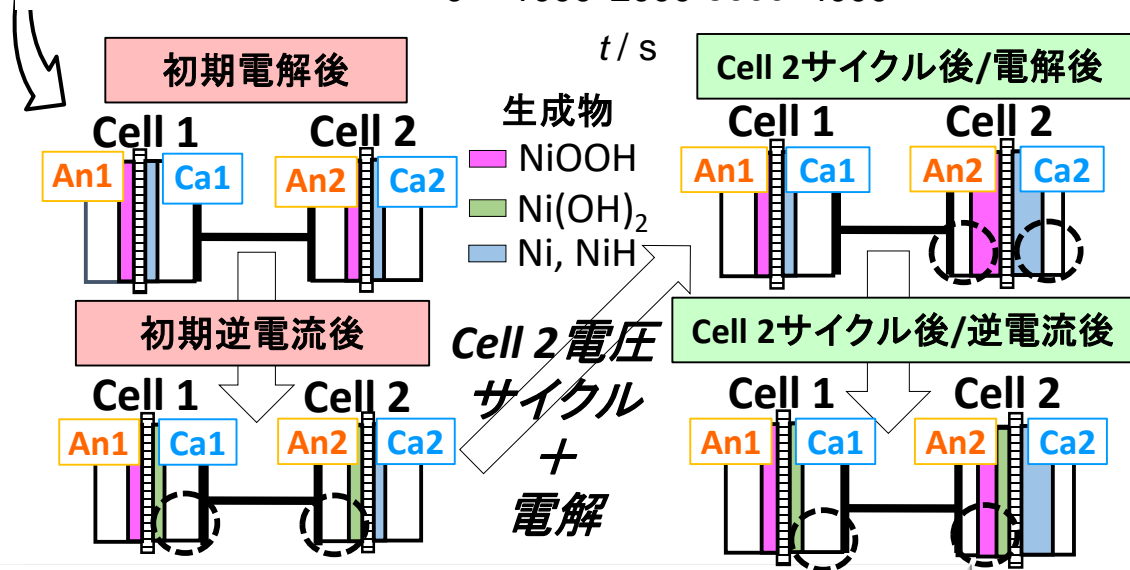 t / s
初期電解後
Cell 1
Cell 2
An1
Ca1
An2
Ca2
生成物
NiOOH
Ni(OH)2
Ni, NiH
Cell 2サイクル後/電解後
Cell 1
Cell 2
An1
Ca1
An2
Ca2
初期逆電流後
Cell 1
Cell 2
An1
Ca1
An2
Ca2
Cell 2電圧
サイクル
＋
電解
Cell 2サイクル後/逆電流後
Cell 1
Cell 2
An1
Ca1
An2
Ca2